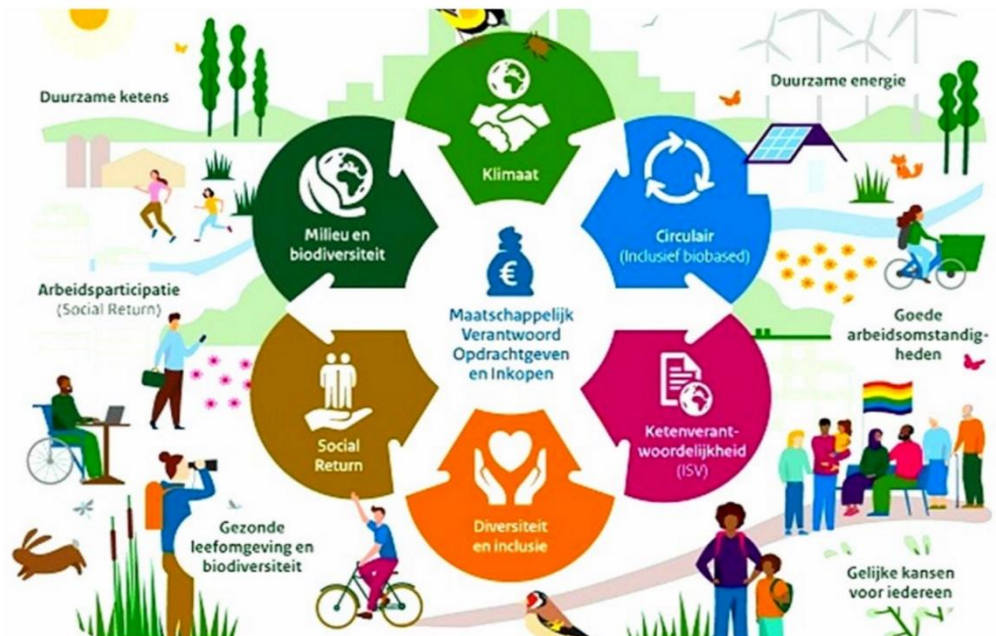 Duurzame ketens
Duurzame energie
Klimaat
Milieu en
biodiversiteit
Circulair
(Inclusief biobased)
€
Maatschappelijk
Verantwoord
Opdrachtgeven
en Inkopen
Arbeidsparticipatie
(Social Return)
Goede
arbeidsomstandig-
heden
Social
Return
Ketenverant-
woordelijkheid
(ISV)
Diversiteit
en inclusie
Gezonde
leefomgeving en
biodiversiteit
Gelijke kansen
voor iedereen